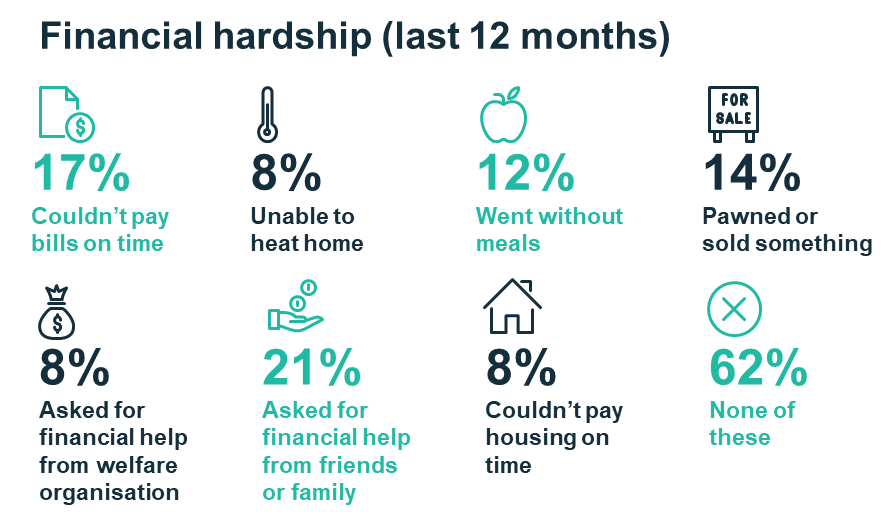 Financial hardship (last 12 months)
$
17%
Couldn't pay
bills on time
8%
Unable to
heat home
12%
Went without
meals
FOR
SALE
14%
Pawned or
sold something
$
8%
Asked for
financial help
from welfare
organisation
21%
Asked for
financial help
from friends
or family
8%
Couldn't pay
housing on
time
62%
None of
these